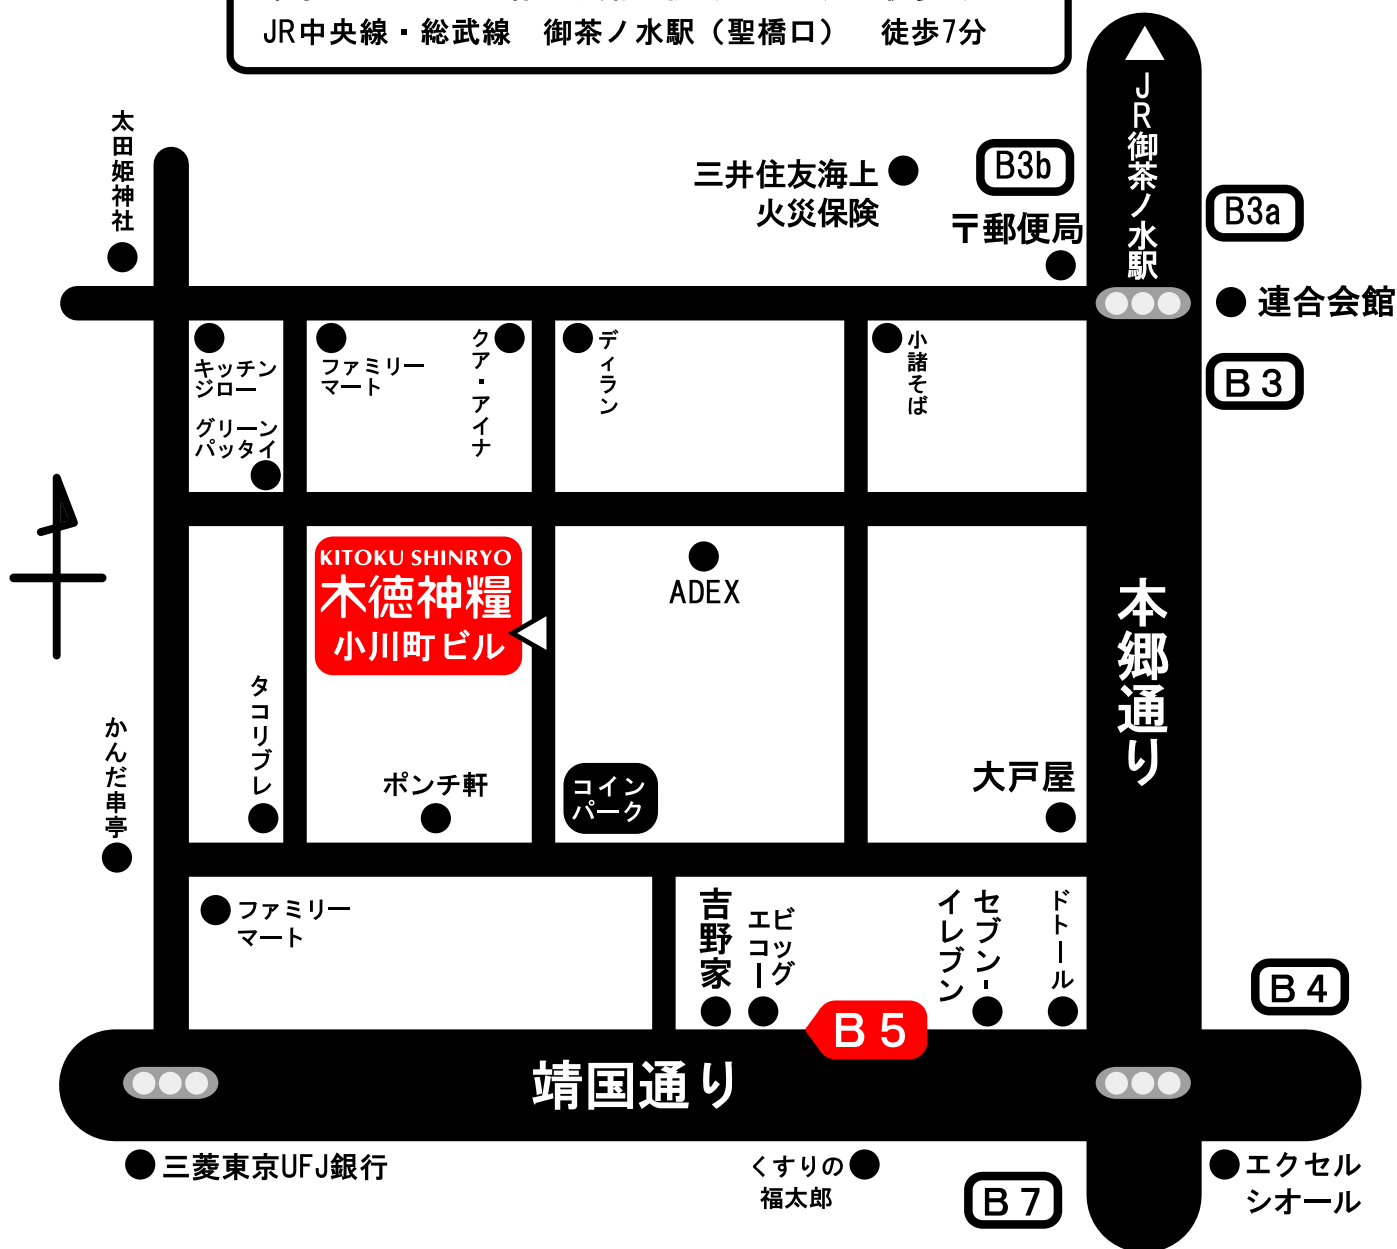 JR中央線・総武線 御茶ノ水駅（聖橋口） 徒歩7分
JR御茶ノ水駅
太田姫神社
三井住友海上
火災保険
B3b
B3a
〒郵便局
連合会館
キッチン
ジロー
ファミリー
マート
クア・アイナ
ディラン
小諸そば
B3
グリーン
パッタイ
KITOKU SHINRYO
木徳神糧
小川町ビル
ADEX
本郷通り
タコリブレ
かんだ串亭
ポンチ軒
コイン
パーク
大戸屋
ファミリー
マート
吉野家
ビッグ
エコー
セブン-
イレブン
ドトール
B4
B5
靖国通り
三菱東京UFJ銀行
くすりの
福太郎
B7
エクセル
シオール